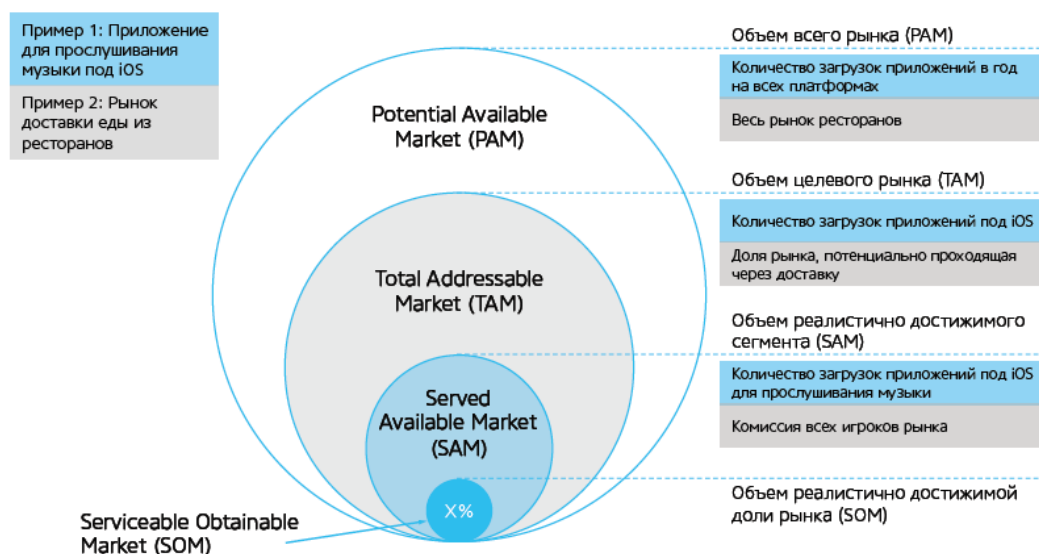 Пример 1: Приложение
для прослушивания
музыки под iOS
Пример 2: Рынок
доставки еды из
ресторанов
Potential Available
Market (PAM)
Total Addressable
Market (TAM)
Served
Available Market
(SAM)
X%
Serviceable Obtainable
Market (SOM)
Объем всего рынка (PAM)
Количество загрузок приложений в год
на всех платформах
Весь рынок ресторанов
Объем целевого рынка (TAM)
Количество загрузок приложений под iOS
Доля рынка, потенциально проходящая
через доставку
Объем реалистично достижимого
сегмента (SAM)
Количество загрузок приложений под iOS
для прослушивания музыки
Комиссия всех игроков рынка
Объем реалистично достижимой
доли рынка (SOM)